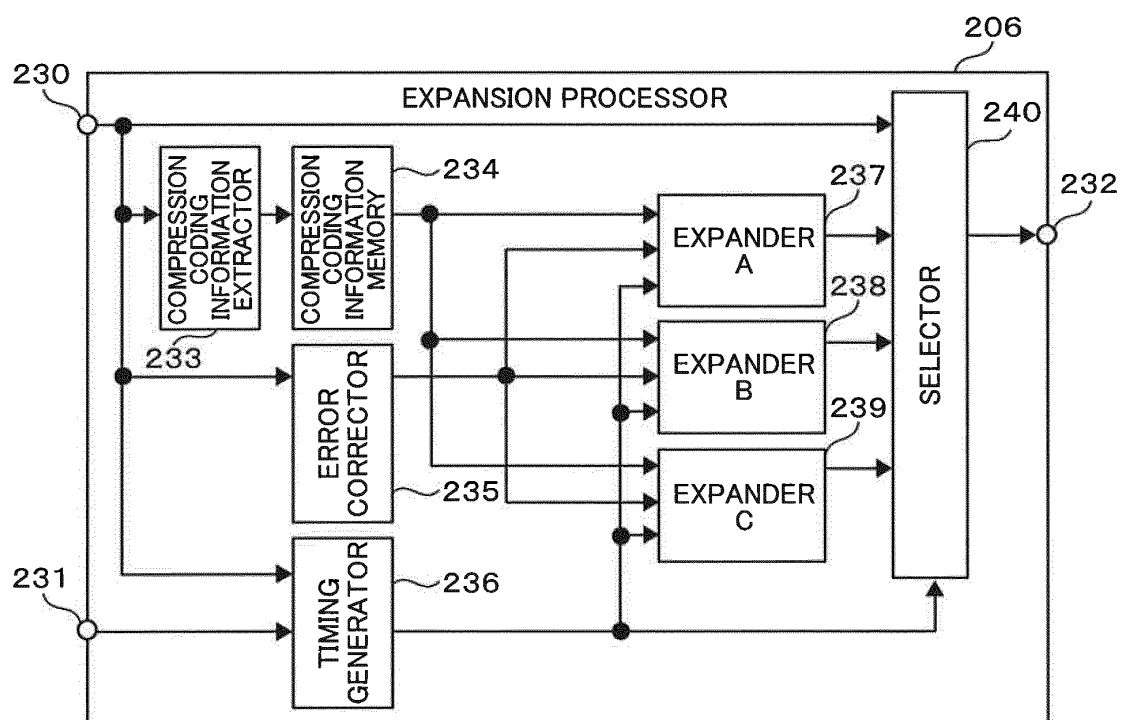 206
230
EXPANSION PROCESSOR
240
COMPRESSION
CODING
INFORMATION
EXTRACTOR
233
COMPRESSION
CODING
INFORMATION
MEMORY
234
237
232
EXPANDER
A
238
EXPANDER
B
239
EXPANDER
C
SELECTOR
ERROR
CORRECTOR
235
231
TIMING
GENERATOR
236